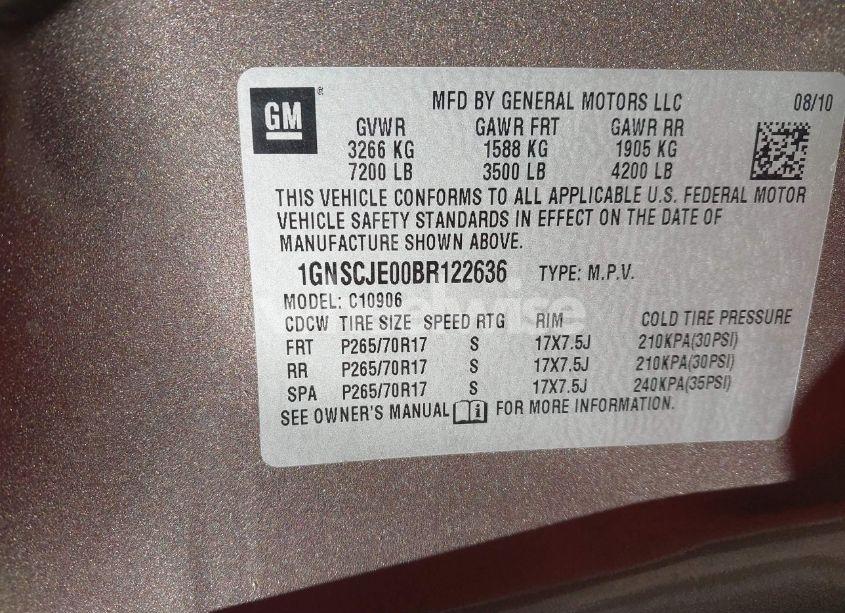 GM® MFD BY GENERAL MOTORS LLC 08/10
GVWR GAWR FRT GAWR RR
3266 KG 1588 KG 1905 KG
7200 LB 3500 LB 4200 LB
THIS VEHICLE CONFORMS TO ALL APPLICABLE U.S. FEDERAL MOTOR
VEHICLE SAFETY STANDARDS IN EFFECT ON THE DATE OF
MANUFACTURE SHOWN ABOVE.
1GNSCJE00BR122636 TYPE: M.P.V.
MODEL: C10906
CDCW TIRE SIZE SPEED RTG RIM COLD TIRE PRESSURE
FRT P265/70R17 S 17X7.5J 210KPA(30PSI)
RR P265/70R17 S 17X7.5J 210KPA(30PSI)
SPA P265/70R17 S 17X7.5J 240KPA(35PSI)
SEE OWNER'S MANUAL i FOR MORE INFORMATION.